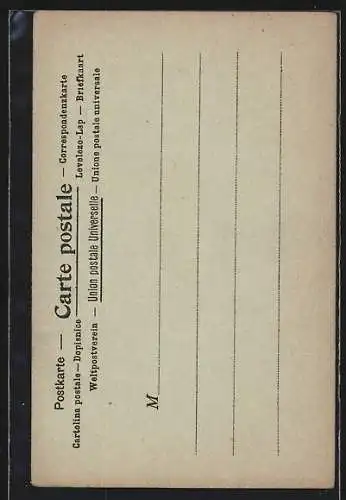 Postkarte — Carte postale — Correspondenzkarte
Cartolina postale — Dopisnice — Levelezo-Lap — Briefkaart
Weltpostverein — Union postale Universelle — Unione postale universale
M